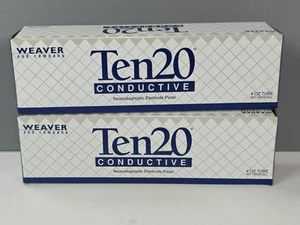 WEAVER
and company
Ten20
CONDUCTIVE
Neurodiagnostic Electrode Paste
4 OZ TUBE
WEAVER
and company
Ten20
CONDUCTIVE
Neurodiagnostic Electrode Paste
4 OZ TUBE